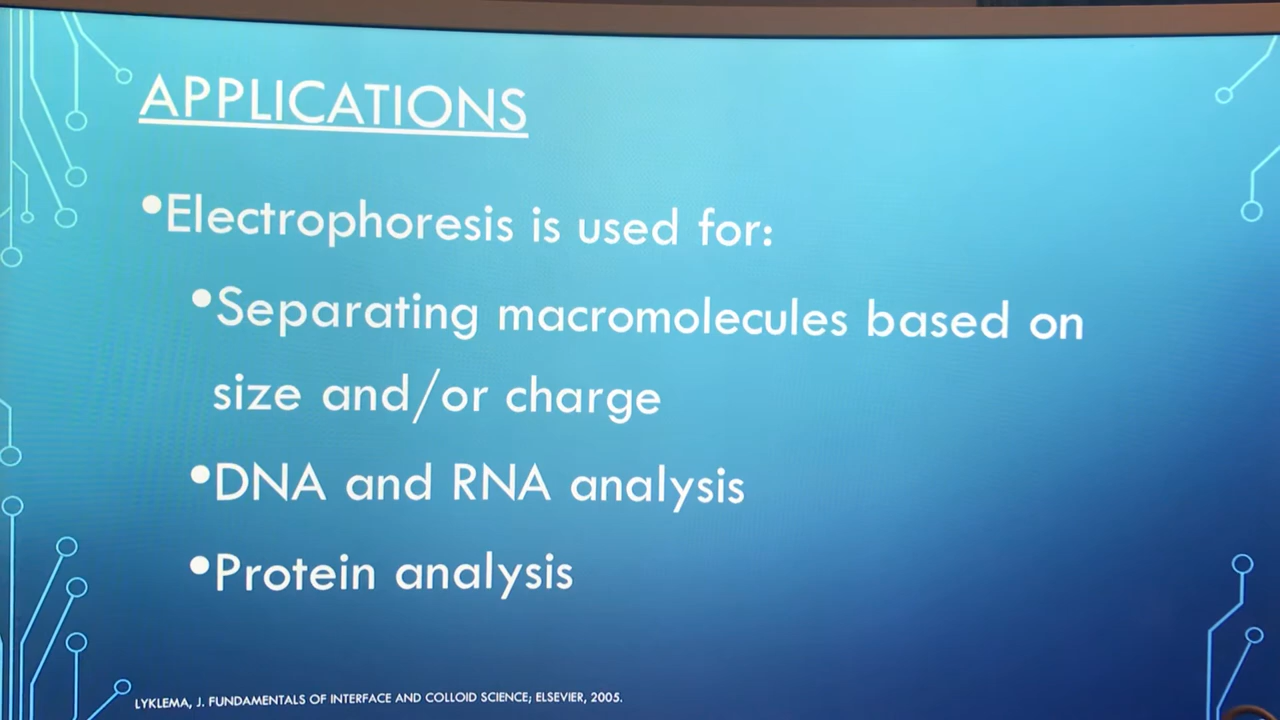 APPLICATIONS
•Electrophoresis is used for:
•Separating macromolecules based on
size and/or charge
•DNA and RNA analysis
•Protein analysis
LYKLEMA, J. FUNDAMENTALS OF INTERFACE AND COLLOID SCIENCE; ELSEVIER, 2005.